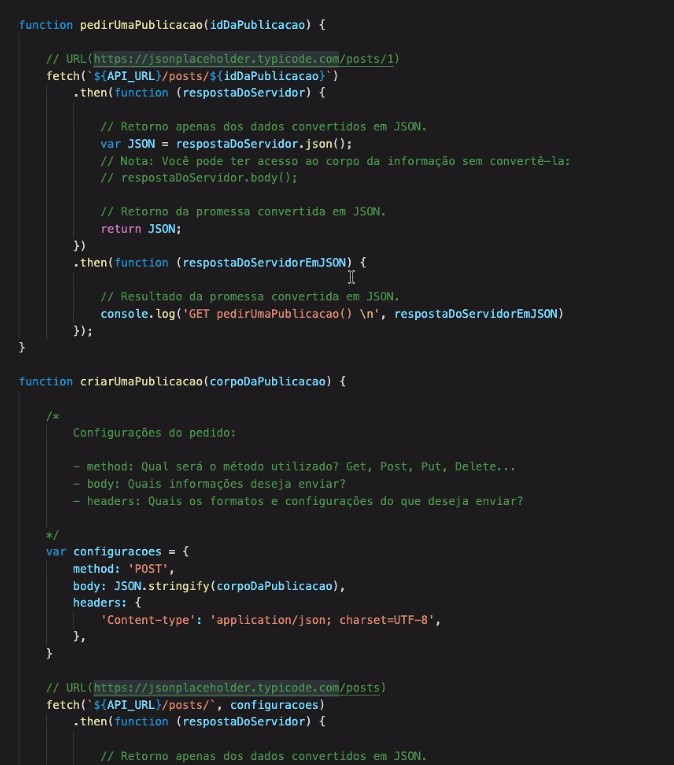 function pedirUmaPublicacao(idDaPublicacao) {
// URL(https://jsonplaceholder.typicode.com/posts/1)
fetch(`${API_URL}/posts/${idDaPublicacao}`)
.then(function (respostaDoServidor) {
// Retorno apenas dos dados convertidos em JSON.
var JSON = respostaDoServidor.json();
// Nota: Você pode ter acesso ao corpo da informação sem convertê-la:
// respostaDoServidor.body();
// Retorno da promessa convertida em JSON.
return JSON;
})
.then(function (respostaDoServidorEmJSON) {
// Resultado da promessa convertida em JSON.
console.log('GET pedirUmaPublicacao() \n', respostaDoServidorEmJSON)
});
}
function criarUmaPublicacao(corpoDaPublicacao) {
/*
Configurações do pedido:
- method: Qual será o método utilizado? Get, Post, Put, Delete...
- body: Quais informações deseja enviar?
- headers: Quais os formatos e configurações do que deseja enviar?
*/
var configuracoes = {
method: 'POST',
body: JSON.stringify(corpoDaPublicacao),
headers: {
'Content-type': 'application/json; charset=UTF-8',
},
}
// URL(https://jsonplaceholder.typicode.com/posts)
fetch(`${API_URL}/posts/`, configuracoes)
.then(function (respostaDoServidor) {
// Retorno apenas dos dados convertidos em JSON.